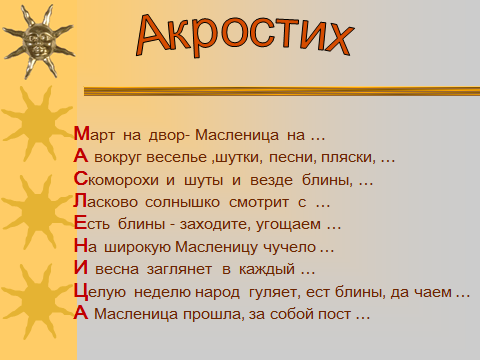 Акростих
Март на двор- Масленица на ...
А вокруг веселье ,шутки, песни, пляски, ...
Скоморохи и шуты и везде блины, ...
Ласково солнышко смотрит с ...
Есть блины - заходите, угощаем ...
На широкую Масленицу чучело ...
И весна заглянет в каждый ...
Целую неделю народ гуляет, ест блины, да чаем ...
А Масленица прошла, за собой пост ...